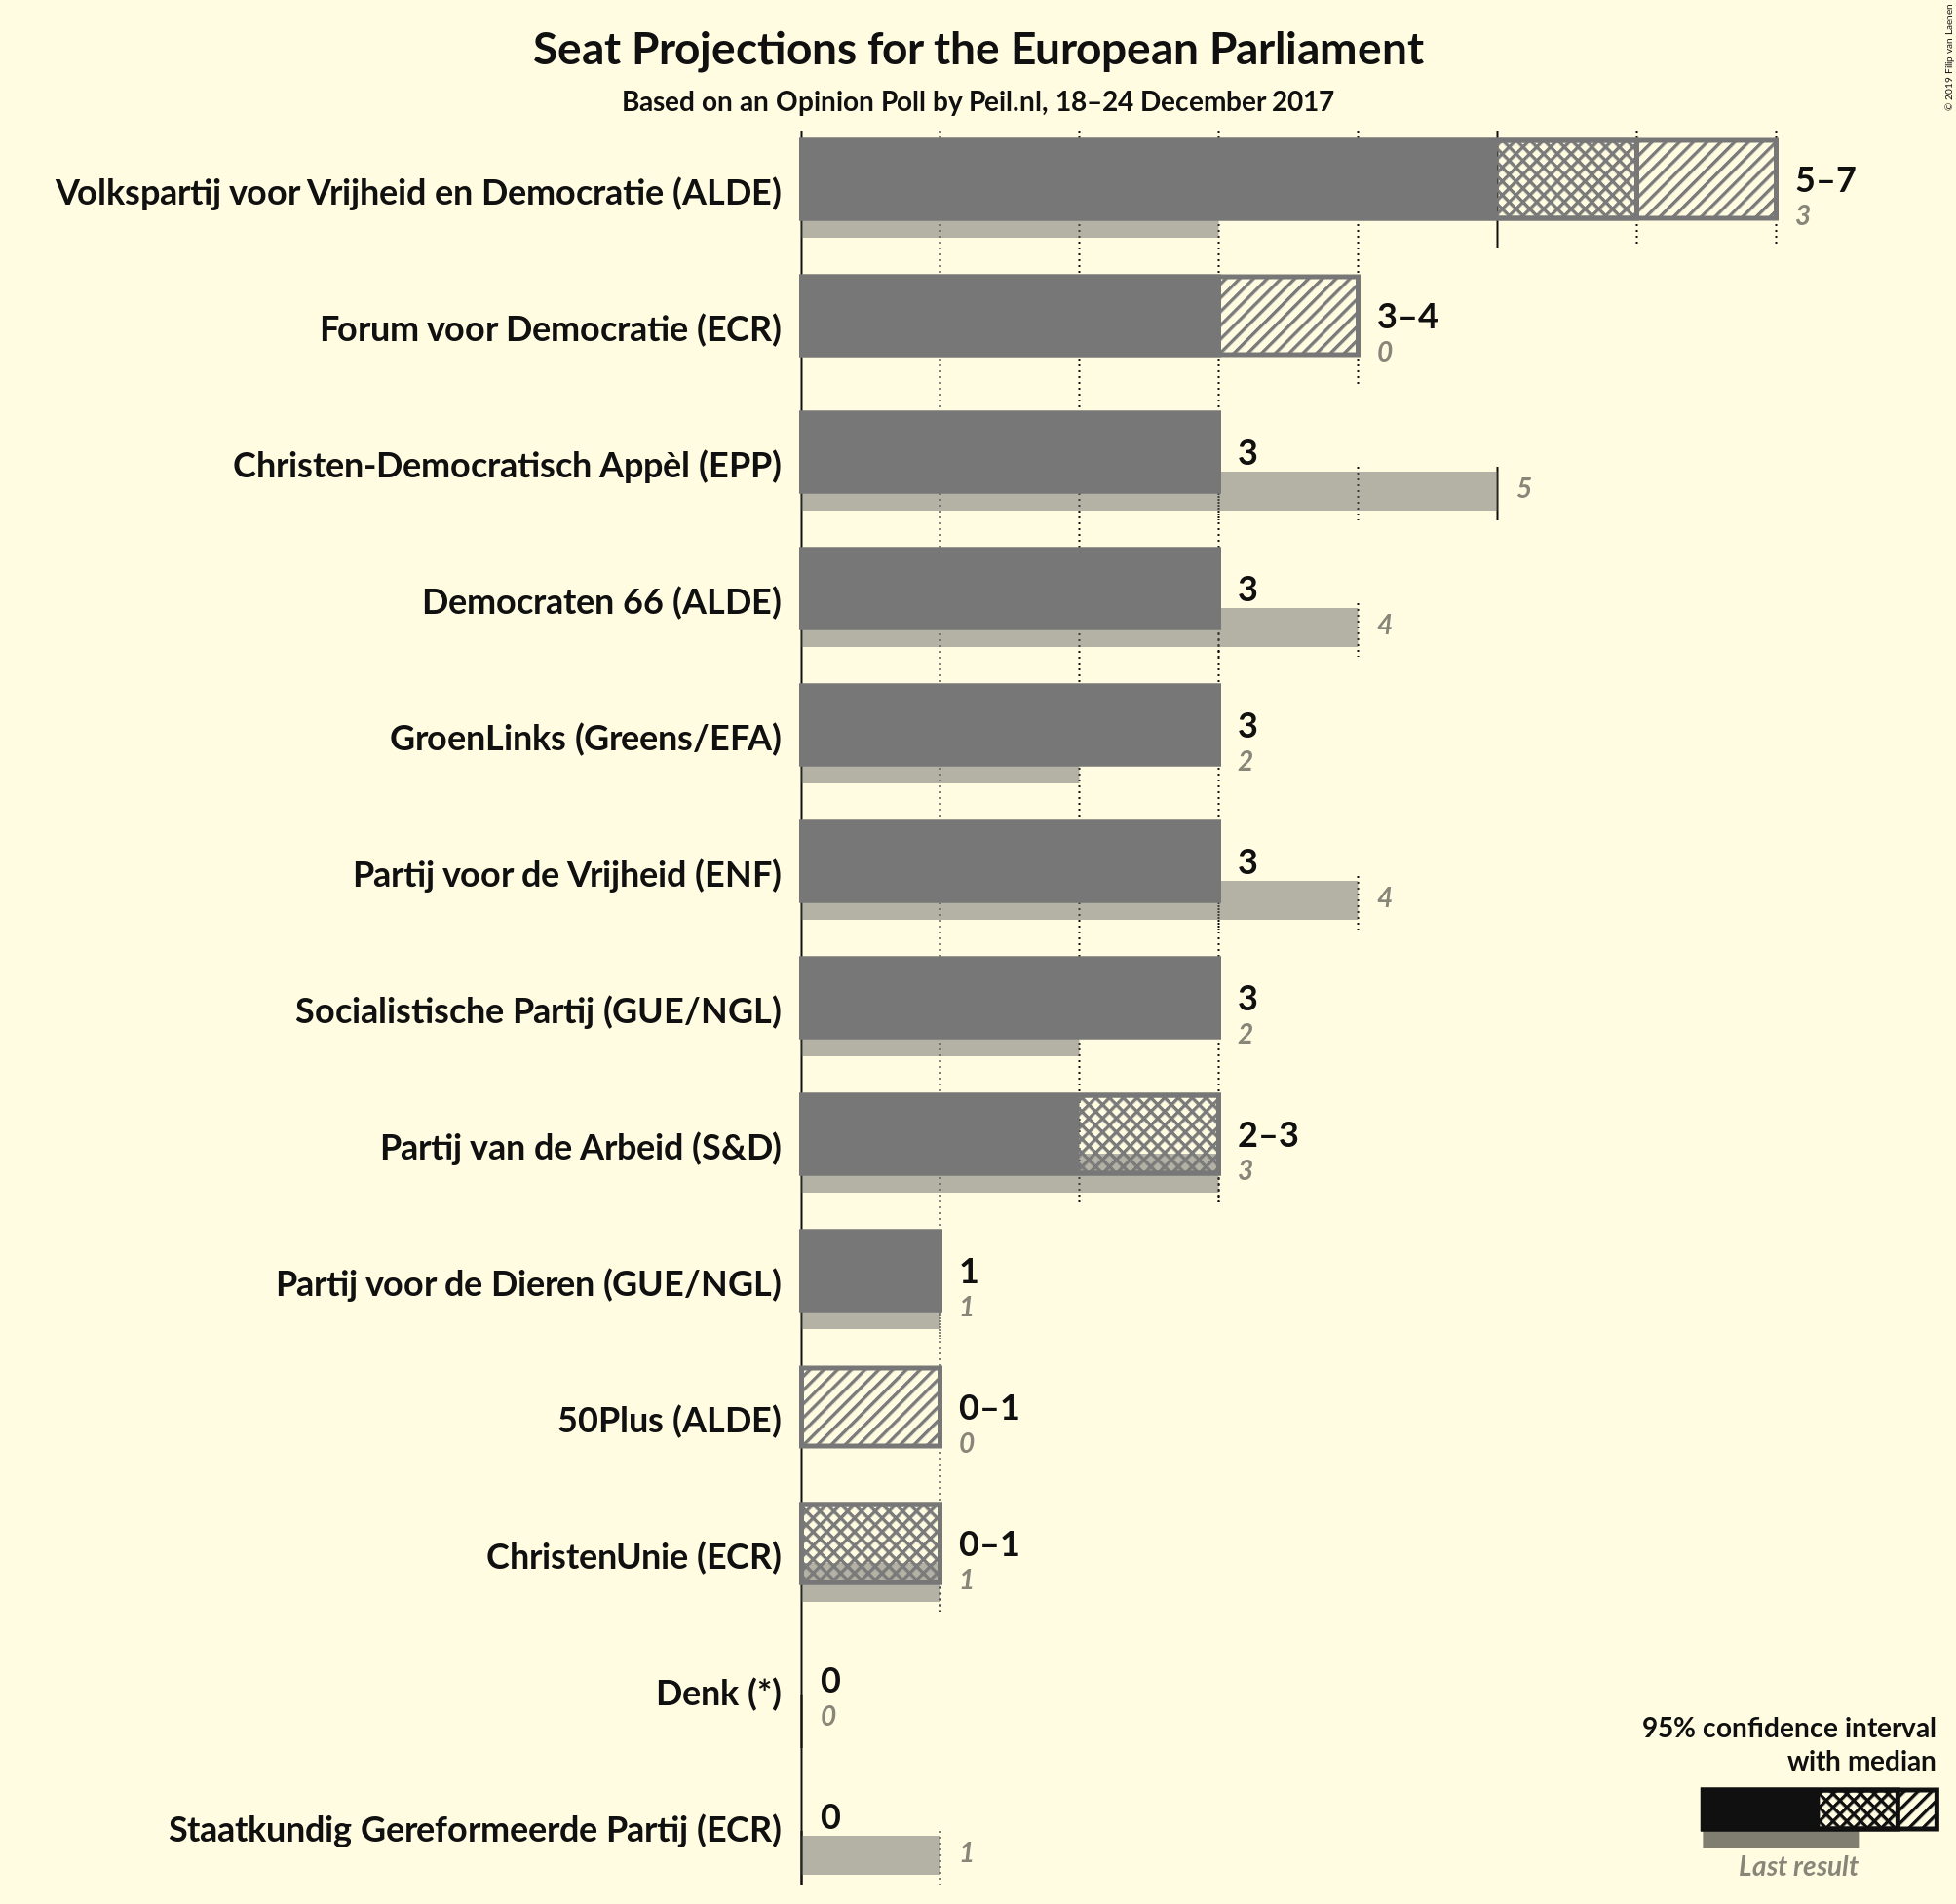 Seat Projections for the European Parliament
Based on an Opinion Poll by Peil.nl, 18–24 December 2017
© 2019 Filip van Laenen
Volkspartij voor Vrijheid en Democratie (ALDE)
5–7
3
Forum voor Democratie (ECR)
3–4
0
Christen-Democratisch Appèl (EPP)
3
5
Democraten 66 (ALDE)
3
4
GroenLinks (Greens/EFA)
3
2
Partij voor de Vrijheid (ENF)
3
4
Socialistische Partij (GUE/NGL)
3
2
Partij van de Arbeid (S&D)
2–3
3
Partij voor de Dieren (GUE/NGL)
1
1
50Plus (ALDE)
0–1
0
ChristenUnie (ECR)
0–1
1
Denk (*)
0
0
Staatkundig Gereformeerde Partij (ECR)
0
1
95% confidence interval
with median
Last result